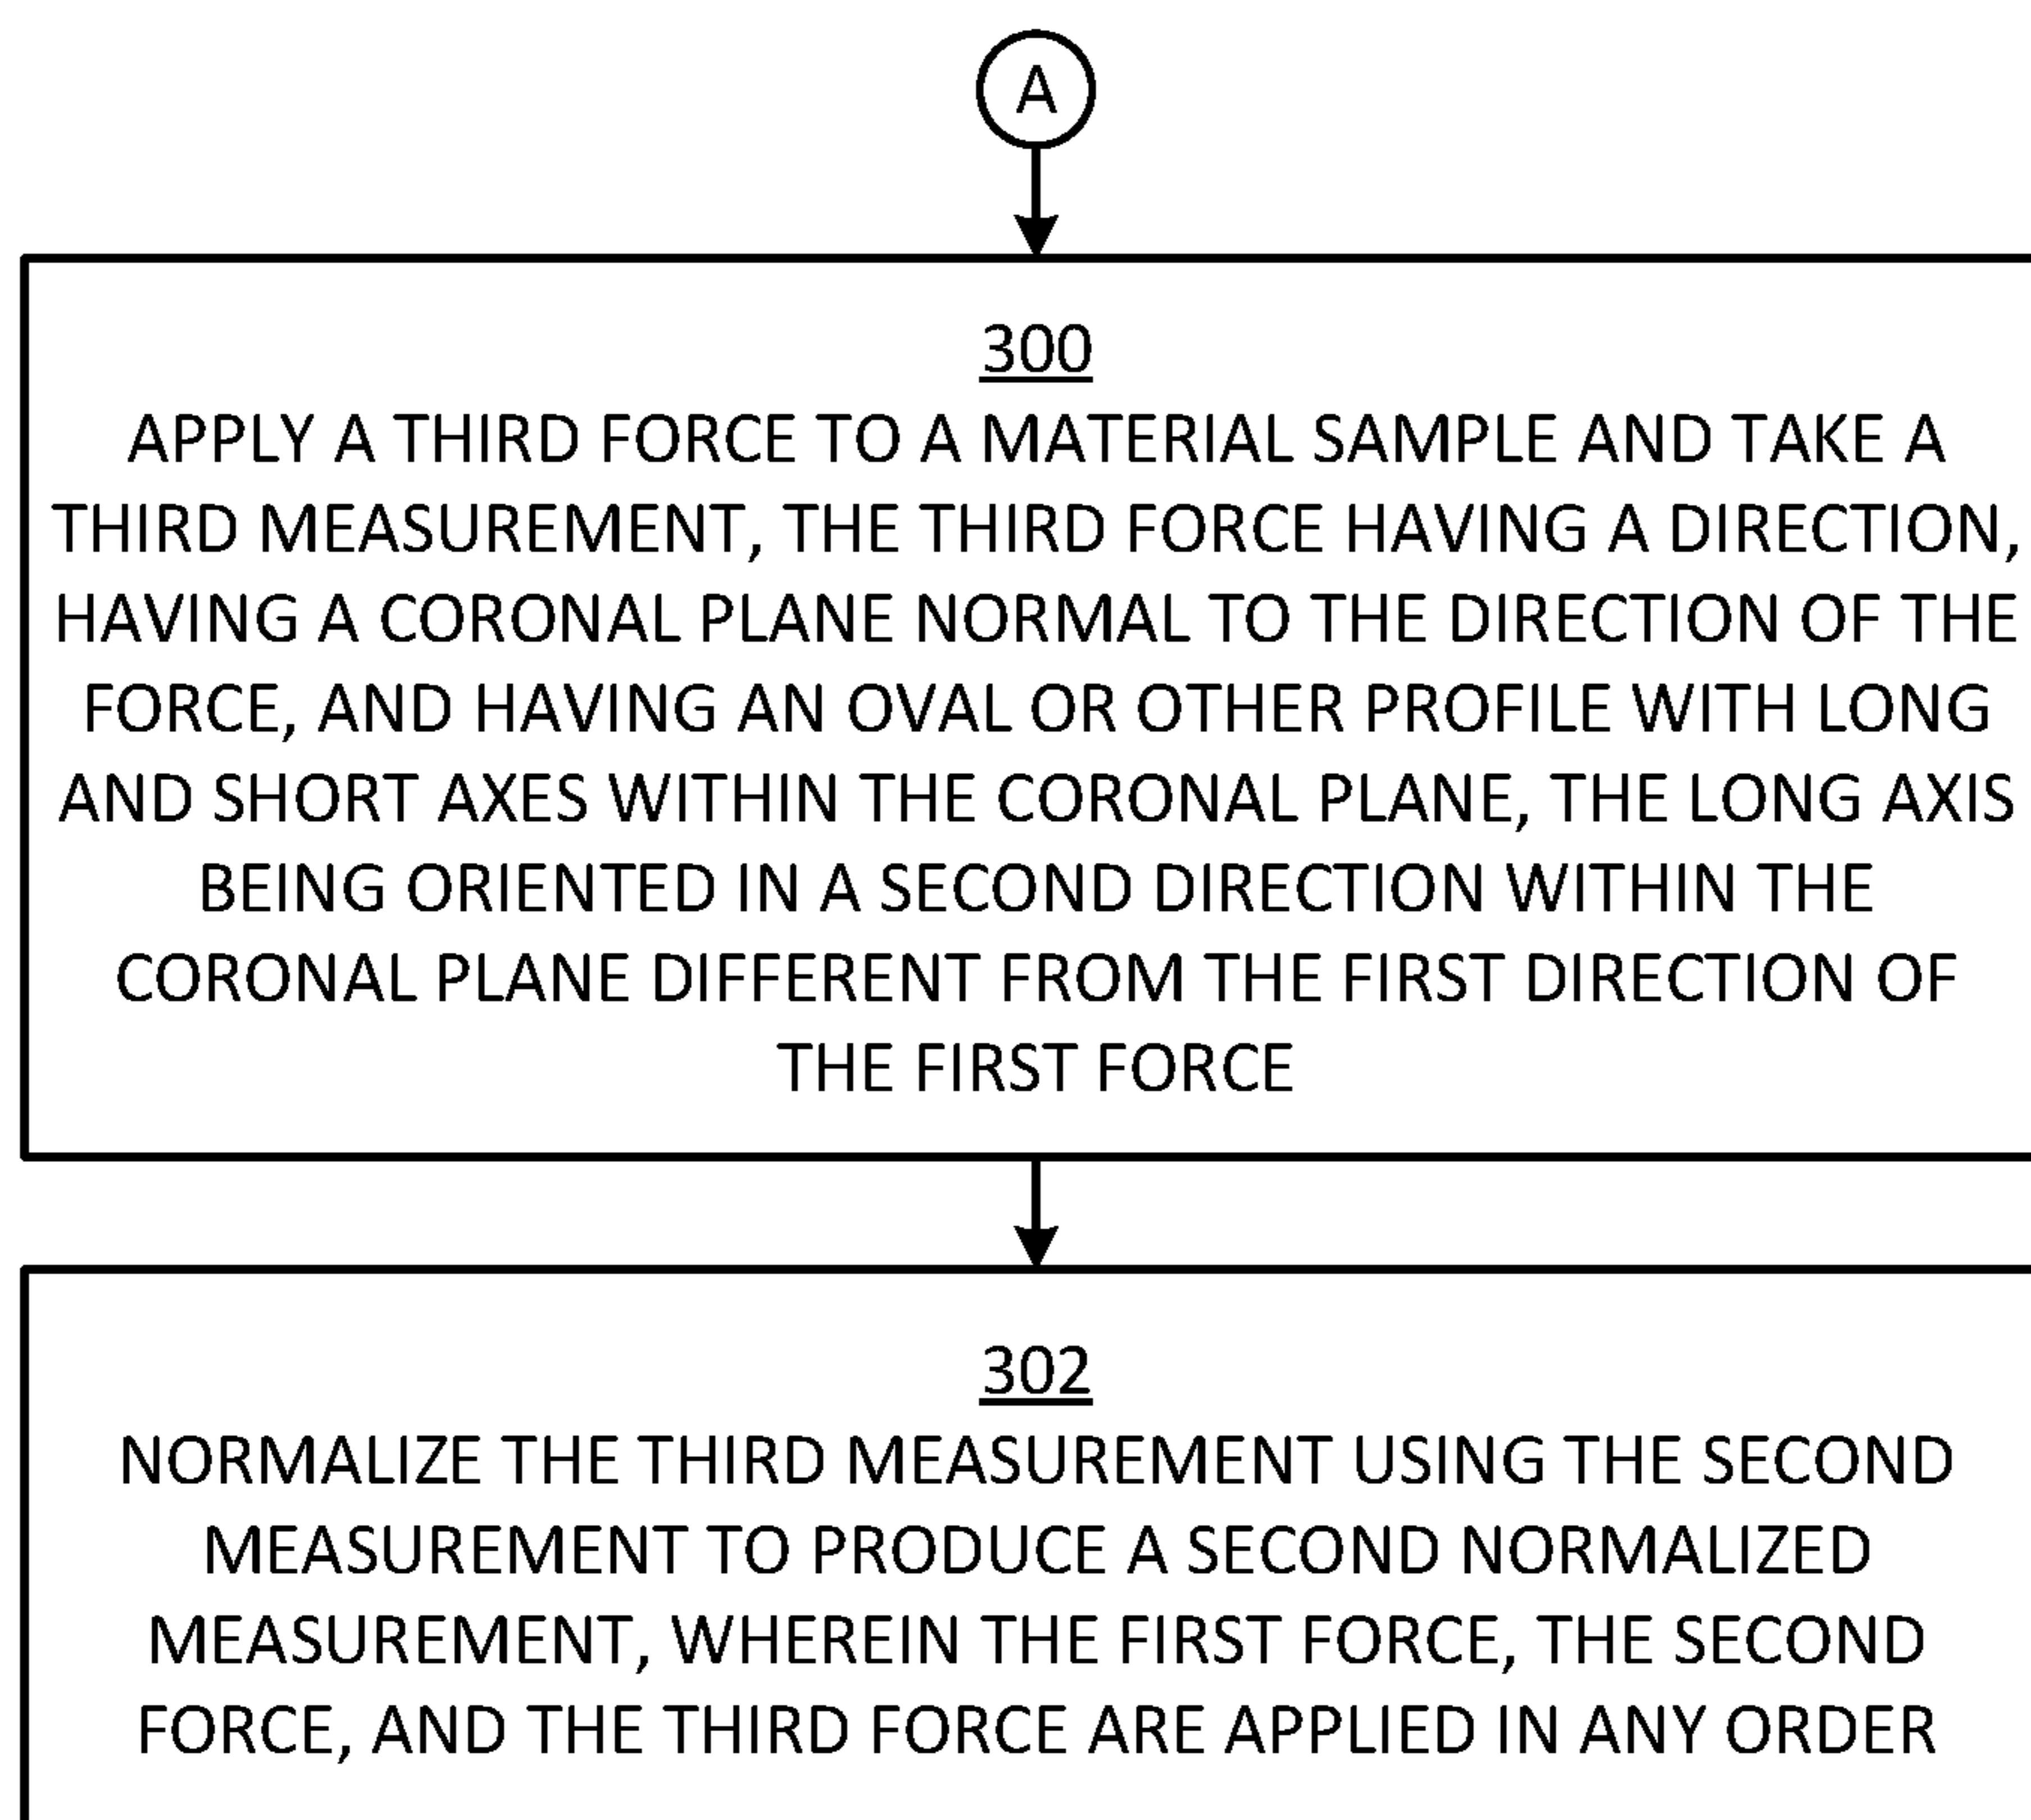 A
300
APPLY A THIRD FORCE TO A MATERIAL SAMPLE AND TAKE A
THIRD MEASUREMENT, THE THIRD FORCE HAVING A DIRECTION,
HAVING A CORONAL PLANE NORMAL TO THE DIRECTION OF THE
FORCE, AND HAVING AN OVAL OR OTHER PROFILE WITH LONG
AND SHORT AXES WITHIN THE CORONAL PLANE, THE LONG AXIS
BEING ORIENTED IN A SECOND DIRECTION WITHIN THE
CORONAL PLANE DIFFERENT FROM THE FIRST DIRECTION OF
THE FIRST FORCE
302
NORMALIZE THE THIRD MEASUREMENT USING THE SECOND
MEASUREMENT TO PRODUCE A SECOND NORMALIZED
MEASUREMENT, WHEREIN THE FIRST FORCE, THE SECOND
FORCE, AND THE THIRD FORCE ARE APPLIED IN ANY ORDER